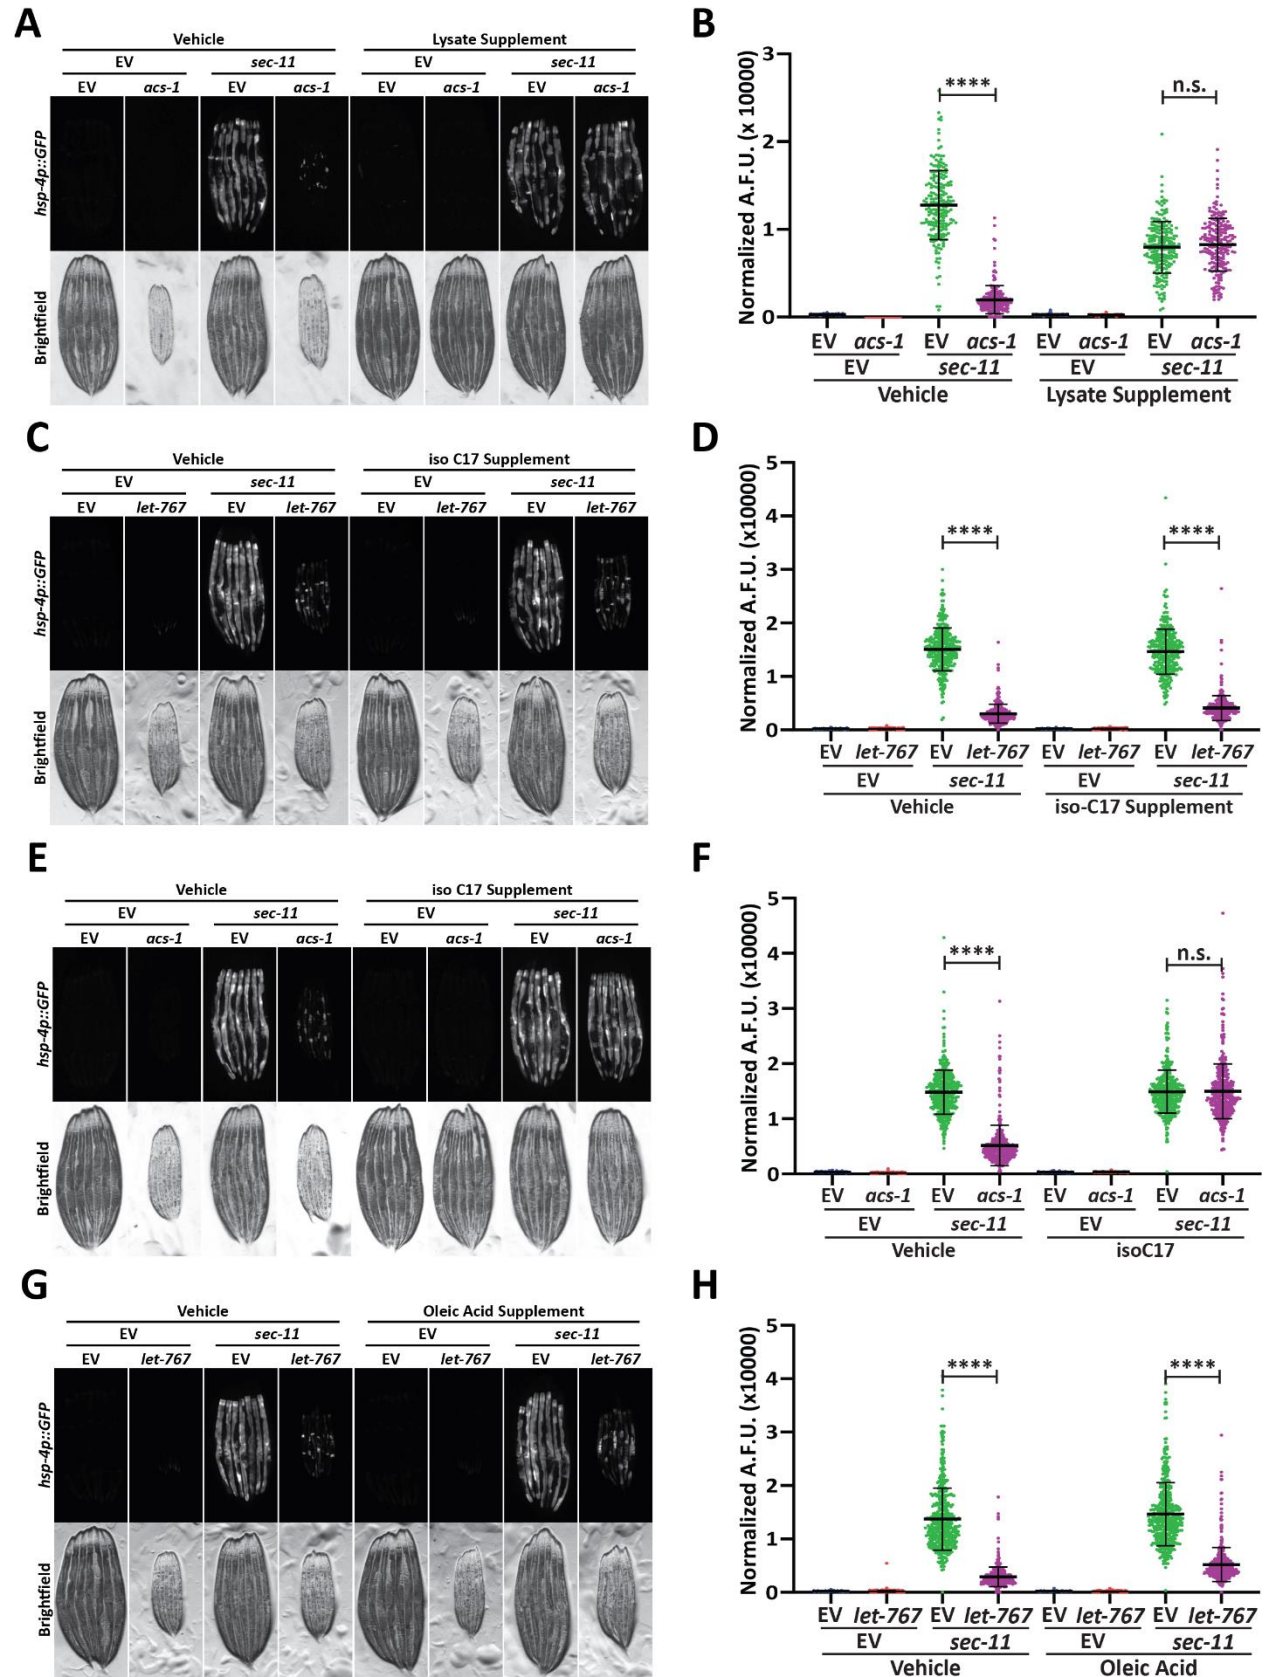 A
Vehicle Lysate Supplement
EV sec-11 EV sec-11
EV acs-1 EV acs-1 EV acs-1 EV acs-1
hsp-4p::GFP
Brightfield
B
Normalized A.F.U. (x 10000)
3
2
1
0
**** n.s.
EV acs-1 EV acs-1 EV acs-1 EV acs-1
EV sec-11 EV sec-11
Vehicle Lysate Supplement
C
Vehicle iso C17 Supplement
EV sec-11 EV sec-11
EV let-767 EV let-767 EV let-767 EV let-767
hsp-4p::GFP
Brightfield
D
Normalized A.F.U. (x10000)
5
4
3
2
1
0
**** ****
EV let-767 EV let-767 EV let-767 EV let-767
EV sec-11 EV sec-11
Vehicle iso-C17 Supplement
E
Vehicle iso C17 Supplement
EV sec-11 EV sec-11
EV acs-1 EV acs-1 EV acs-1 EV acs-1
hsp-4p::GFP
Brightfield
F
Normalized A.F.U. (x10000)
5
4
3
2
1
0
**** n.s.
EV acs-1 EV acs-1 EV acs-1 EV acs-1
EV sec-11 EV sec-11
Vehicle isoC17
G
Vehicle Oleic Acid Supplement
EV sec-11 EV sec-11
EV let-767 EV let-767 EV let-767 EV let-767
hsp-4p::GFP
Brightfield
H
Normalized A.F.U. (x10000)
5
4
3
2
1
0
**** ****
EV let-767 EV let-767 EV let-767 EV let-767
EV sec-11 EV sec-11
Vehicle Oleic Acid